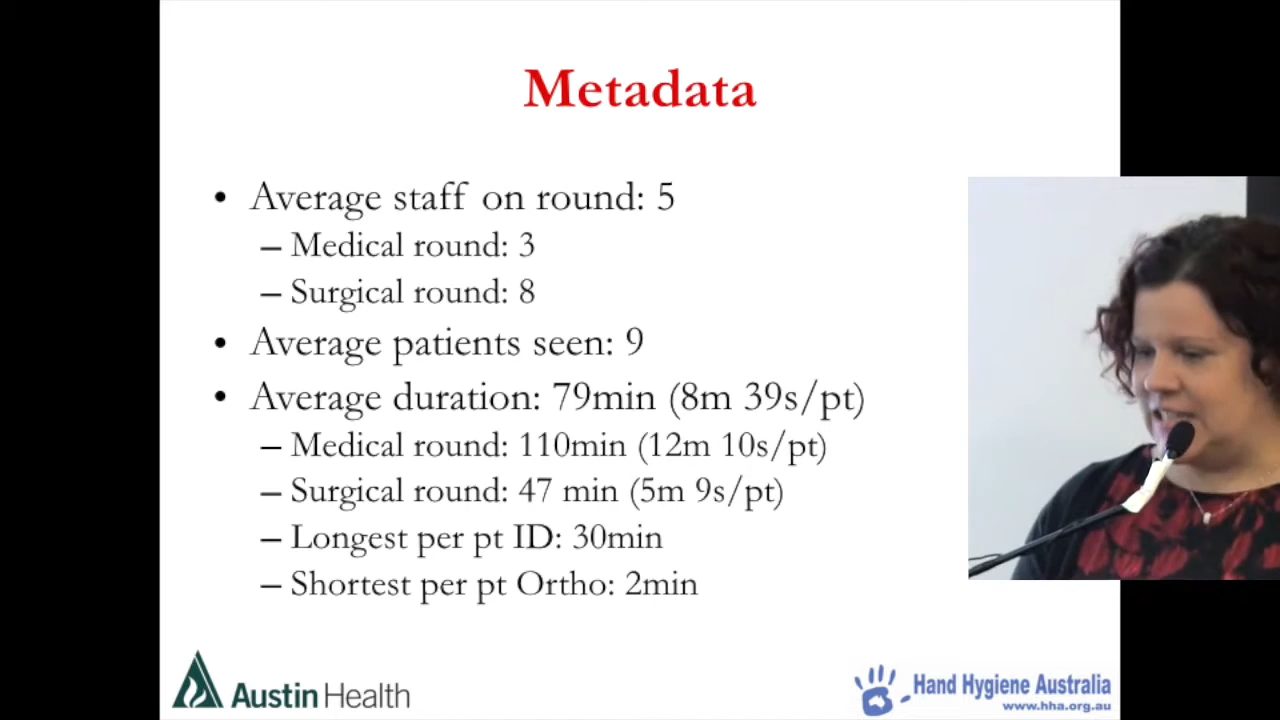 Metadata
• Average staff on round: 5
– Medical round: 3
– Surgical round: 8
• Average patients seen: 9
• Average duration: 79min (8m 39s/pt)
– Medical round: 110min (12m 10s/pt)
– Surgical round: 47 min (5m 9s/pt)
– Longest per pt ID: 30min
– Shortest per pt Ortho: 2min
Austin Health
Hand Hygiene Australia
www.hha.org.au